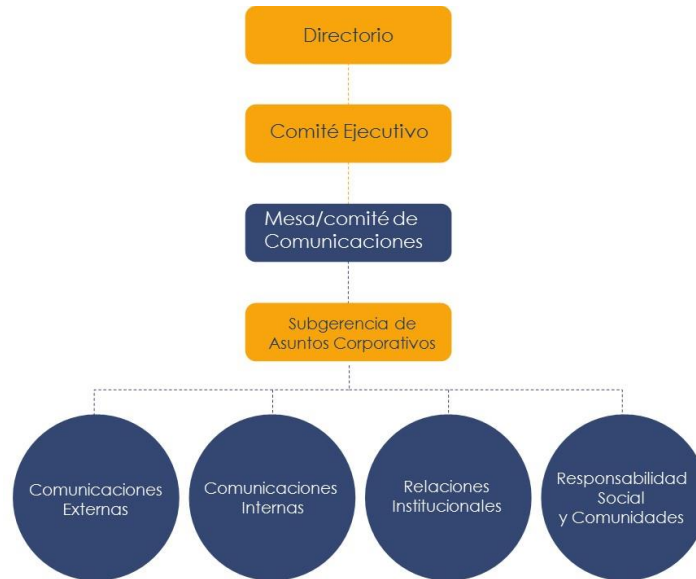 Directorio
Comité Ejecutivo
Mesa/comité de
Comunicaciones
Subgerencia de
Asuntos Corporativos
Comunicaciones
Externas
Comunicaciones
Internas
Relaciones
Institucionales
Responsabilidad
Social
y Comunidades